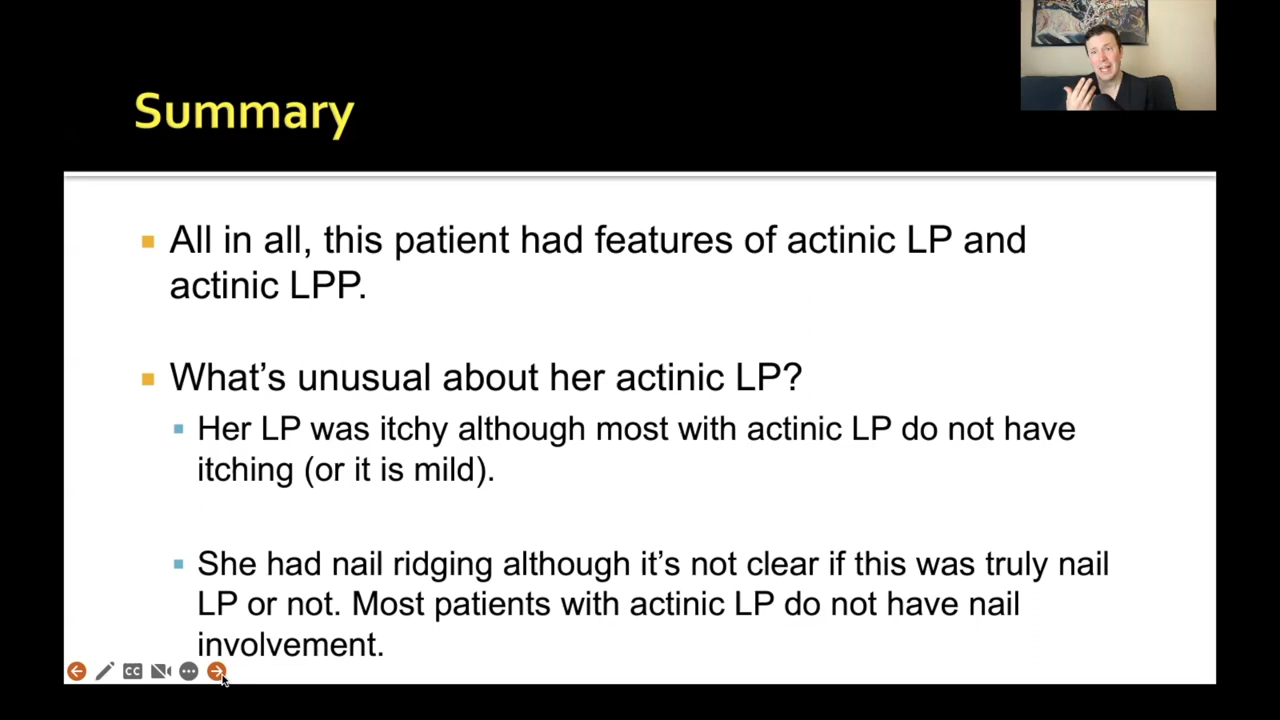 Summary
All in all, this patient had features of actinic LP and
actinic LPP.
What’s unusual about her actinic LP?
Her LP was itchy although most with actinic LP do not have
itching (or it is mild).
She had nail ridging although it’s not clear if this was truly nail
LP or not. Most patients with actinic LP do not have nail
involvement.
CC